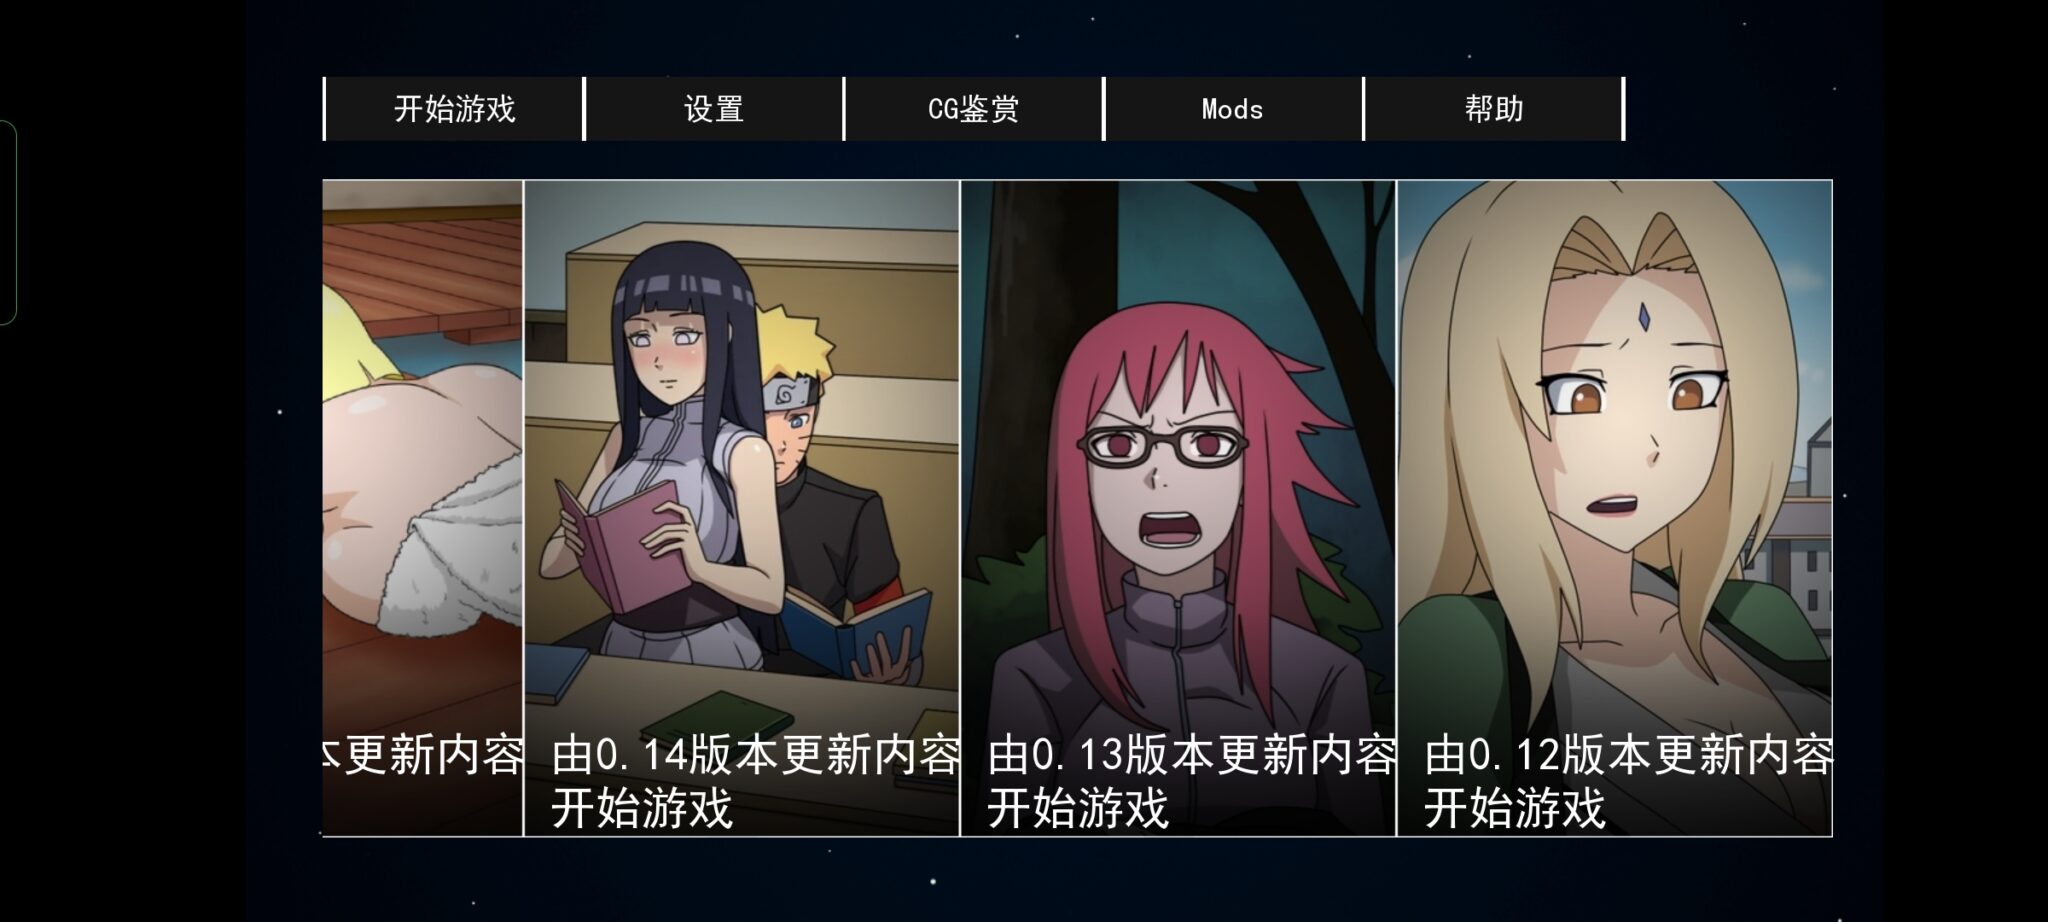 开始游戏
设置
CG鉴赏
Mods
帮助
本更新内容
由0.14版本更新内容
开始游戏
由0.13版本更新内容
开始游戏
由0.12版本更新内容
开始游戏